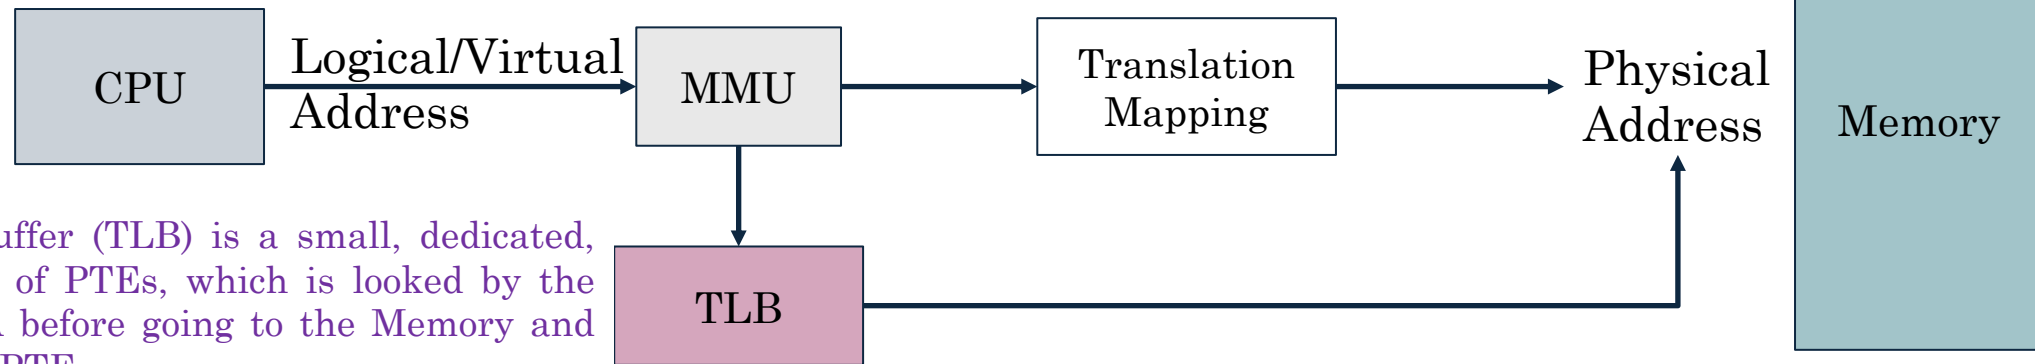 CPU
Logical/Virtual
Address
MMU
Translation
Mapping
Physical
Address
Memory
uffer (TLB) is a small, dedicated,
of PTEs, which is looked by the
before going to the Memory and
PTE
TLB